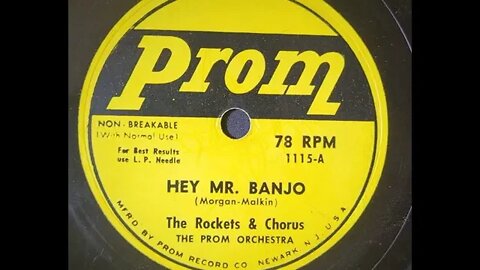 Prom
NON-BREAKABLE
(With Normal Use)
For Best Results
use L. P. Needle
78 RPM
1115-A
HEY MR. BANJO
(Morgan-Malkin)
The Rockets & Chorus
THE PROM ORCHESTRA
MFR'D BY PROM RECORD CO NEWARK N. J. U.S.A